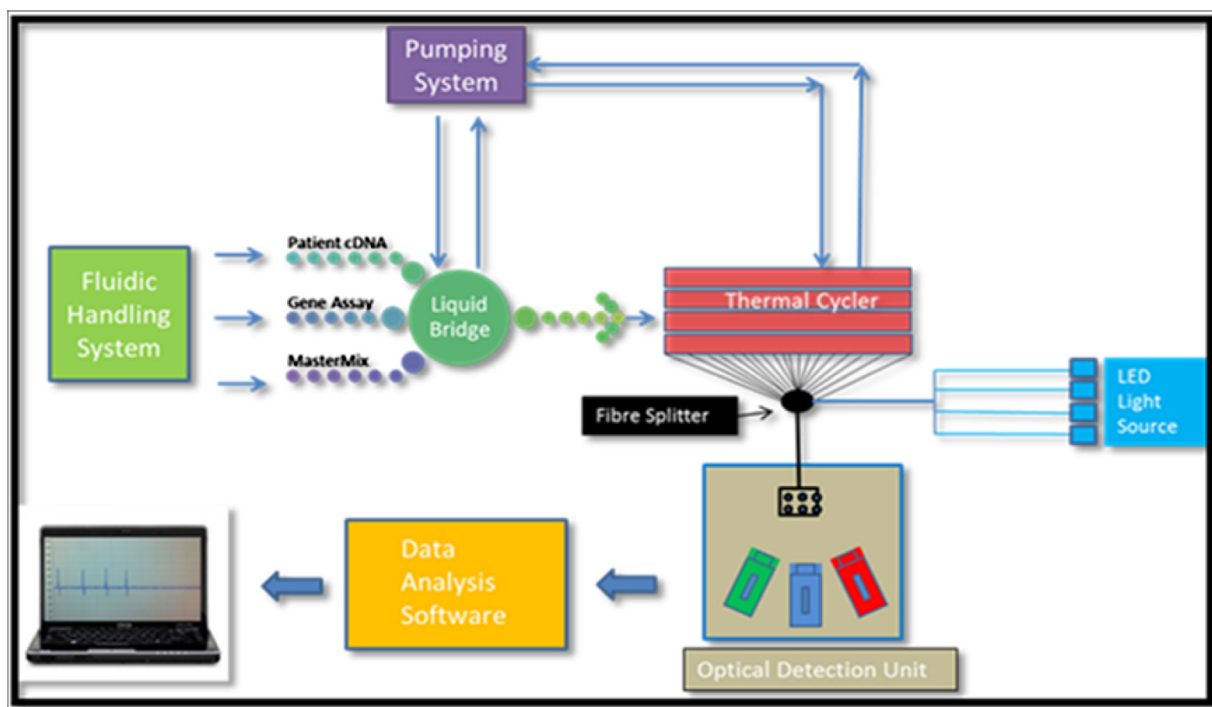 Pumping
System
Patient cDNA
Fluidic
Handling
System
Gene Assay
Liquid
Bridge
MasterMix
Thermal Cycler
Fibre Splitter
LED
Light
Source
Data
Analysis
Software
Optical Detection Unit